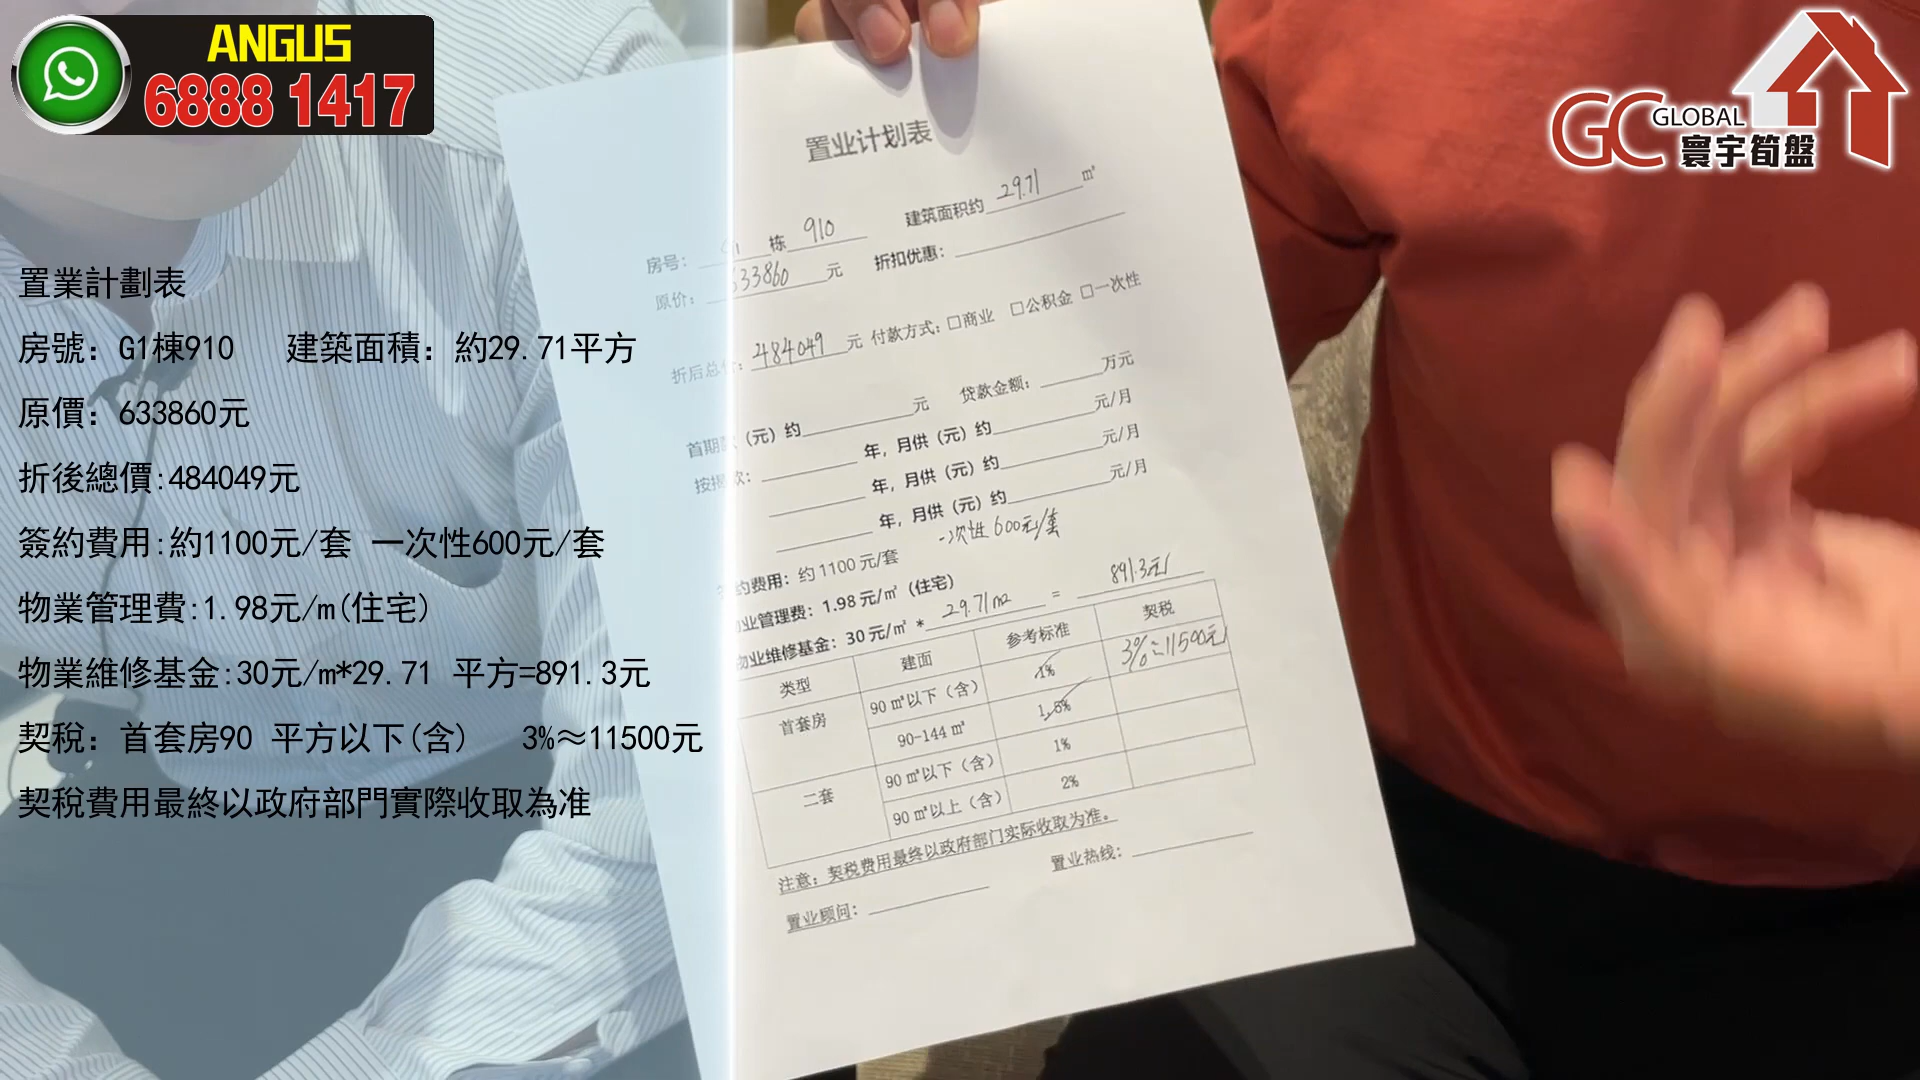 ANGUS
6888 1417
GC GLOBAL
寰宇筍盤
置業計劃表
房號：G1棟910 建築面積：約29.71平方
原價：633860元
折後總價:484049元
簽約費用:約1100元/套 一次性600元/套
物業管理費:1.98元/m(住宅)
物業維修基金:30元/m*29.71 平方=891.3元
契稅：首套房90 平方以下(含) 3%≈11500元
契稅費用最終以政府部門實際收取為准
置业计划表
房号： G1 栋 910 建筑面积约 29.71 ㎡
原价： 633860 元 折扣优惠：
折后总价： 484049 元 付款方式：□商业 □公积金 □一次性
首期款（元）约 元 贷款金额： 万元
按揭款： 年，月供（元）约 元/月
年，月供（元）约 元/月
年，月供（元）约 元/月
签约费用：约 1100 元/套 一次性 600元/套
物业管理费：1.98 元/㎡（住宅）
物业维修基金：30 元/㎡ * 29.71m2 = 891.3元
类型 建面 参考标准 契税
首套房 90 ㎡以下（含） 1% 3%≈11500元
90-144 ㎡ 1.5%
二套 90 ㎡以下（含） 1%
90 ㎡以上（含） 2%
注意：契税费用最终以政府部门实际收取为准。
置业顾问： 置业热线：